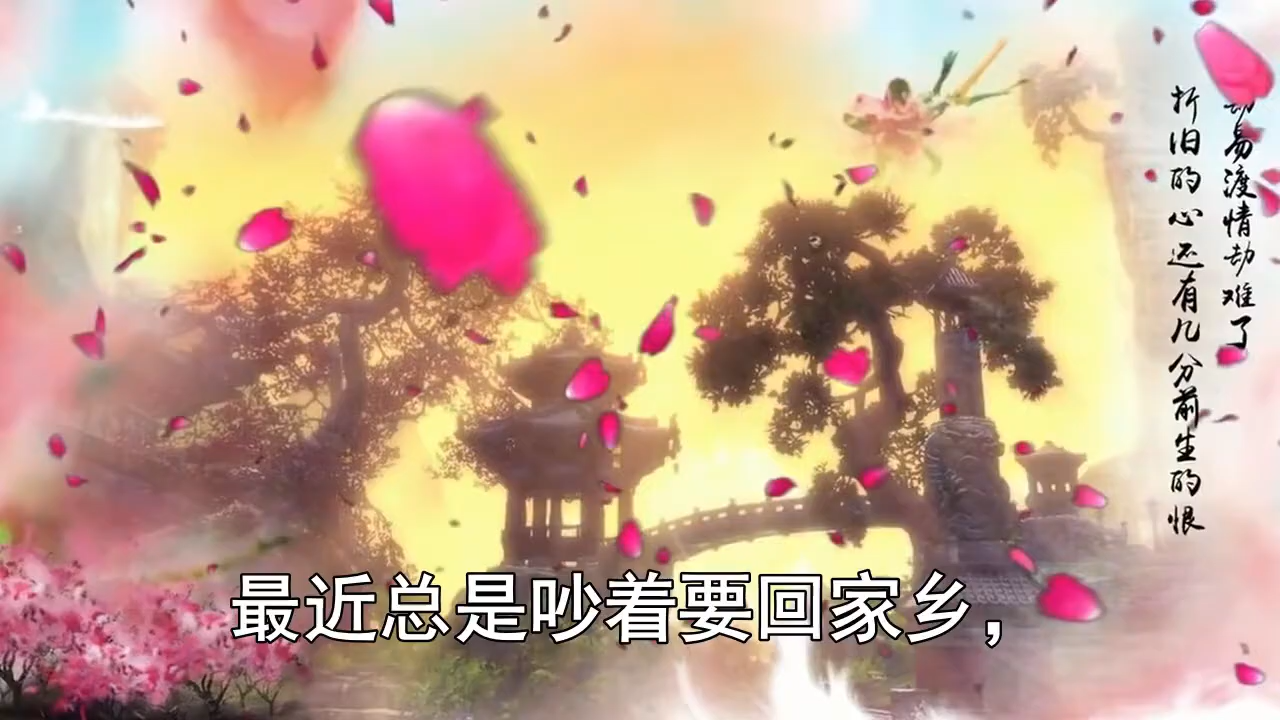 劫易渡情劫难了
折旧的心还有几分前生的恨
最近总是吵着要回家乡，